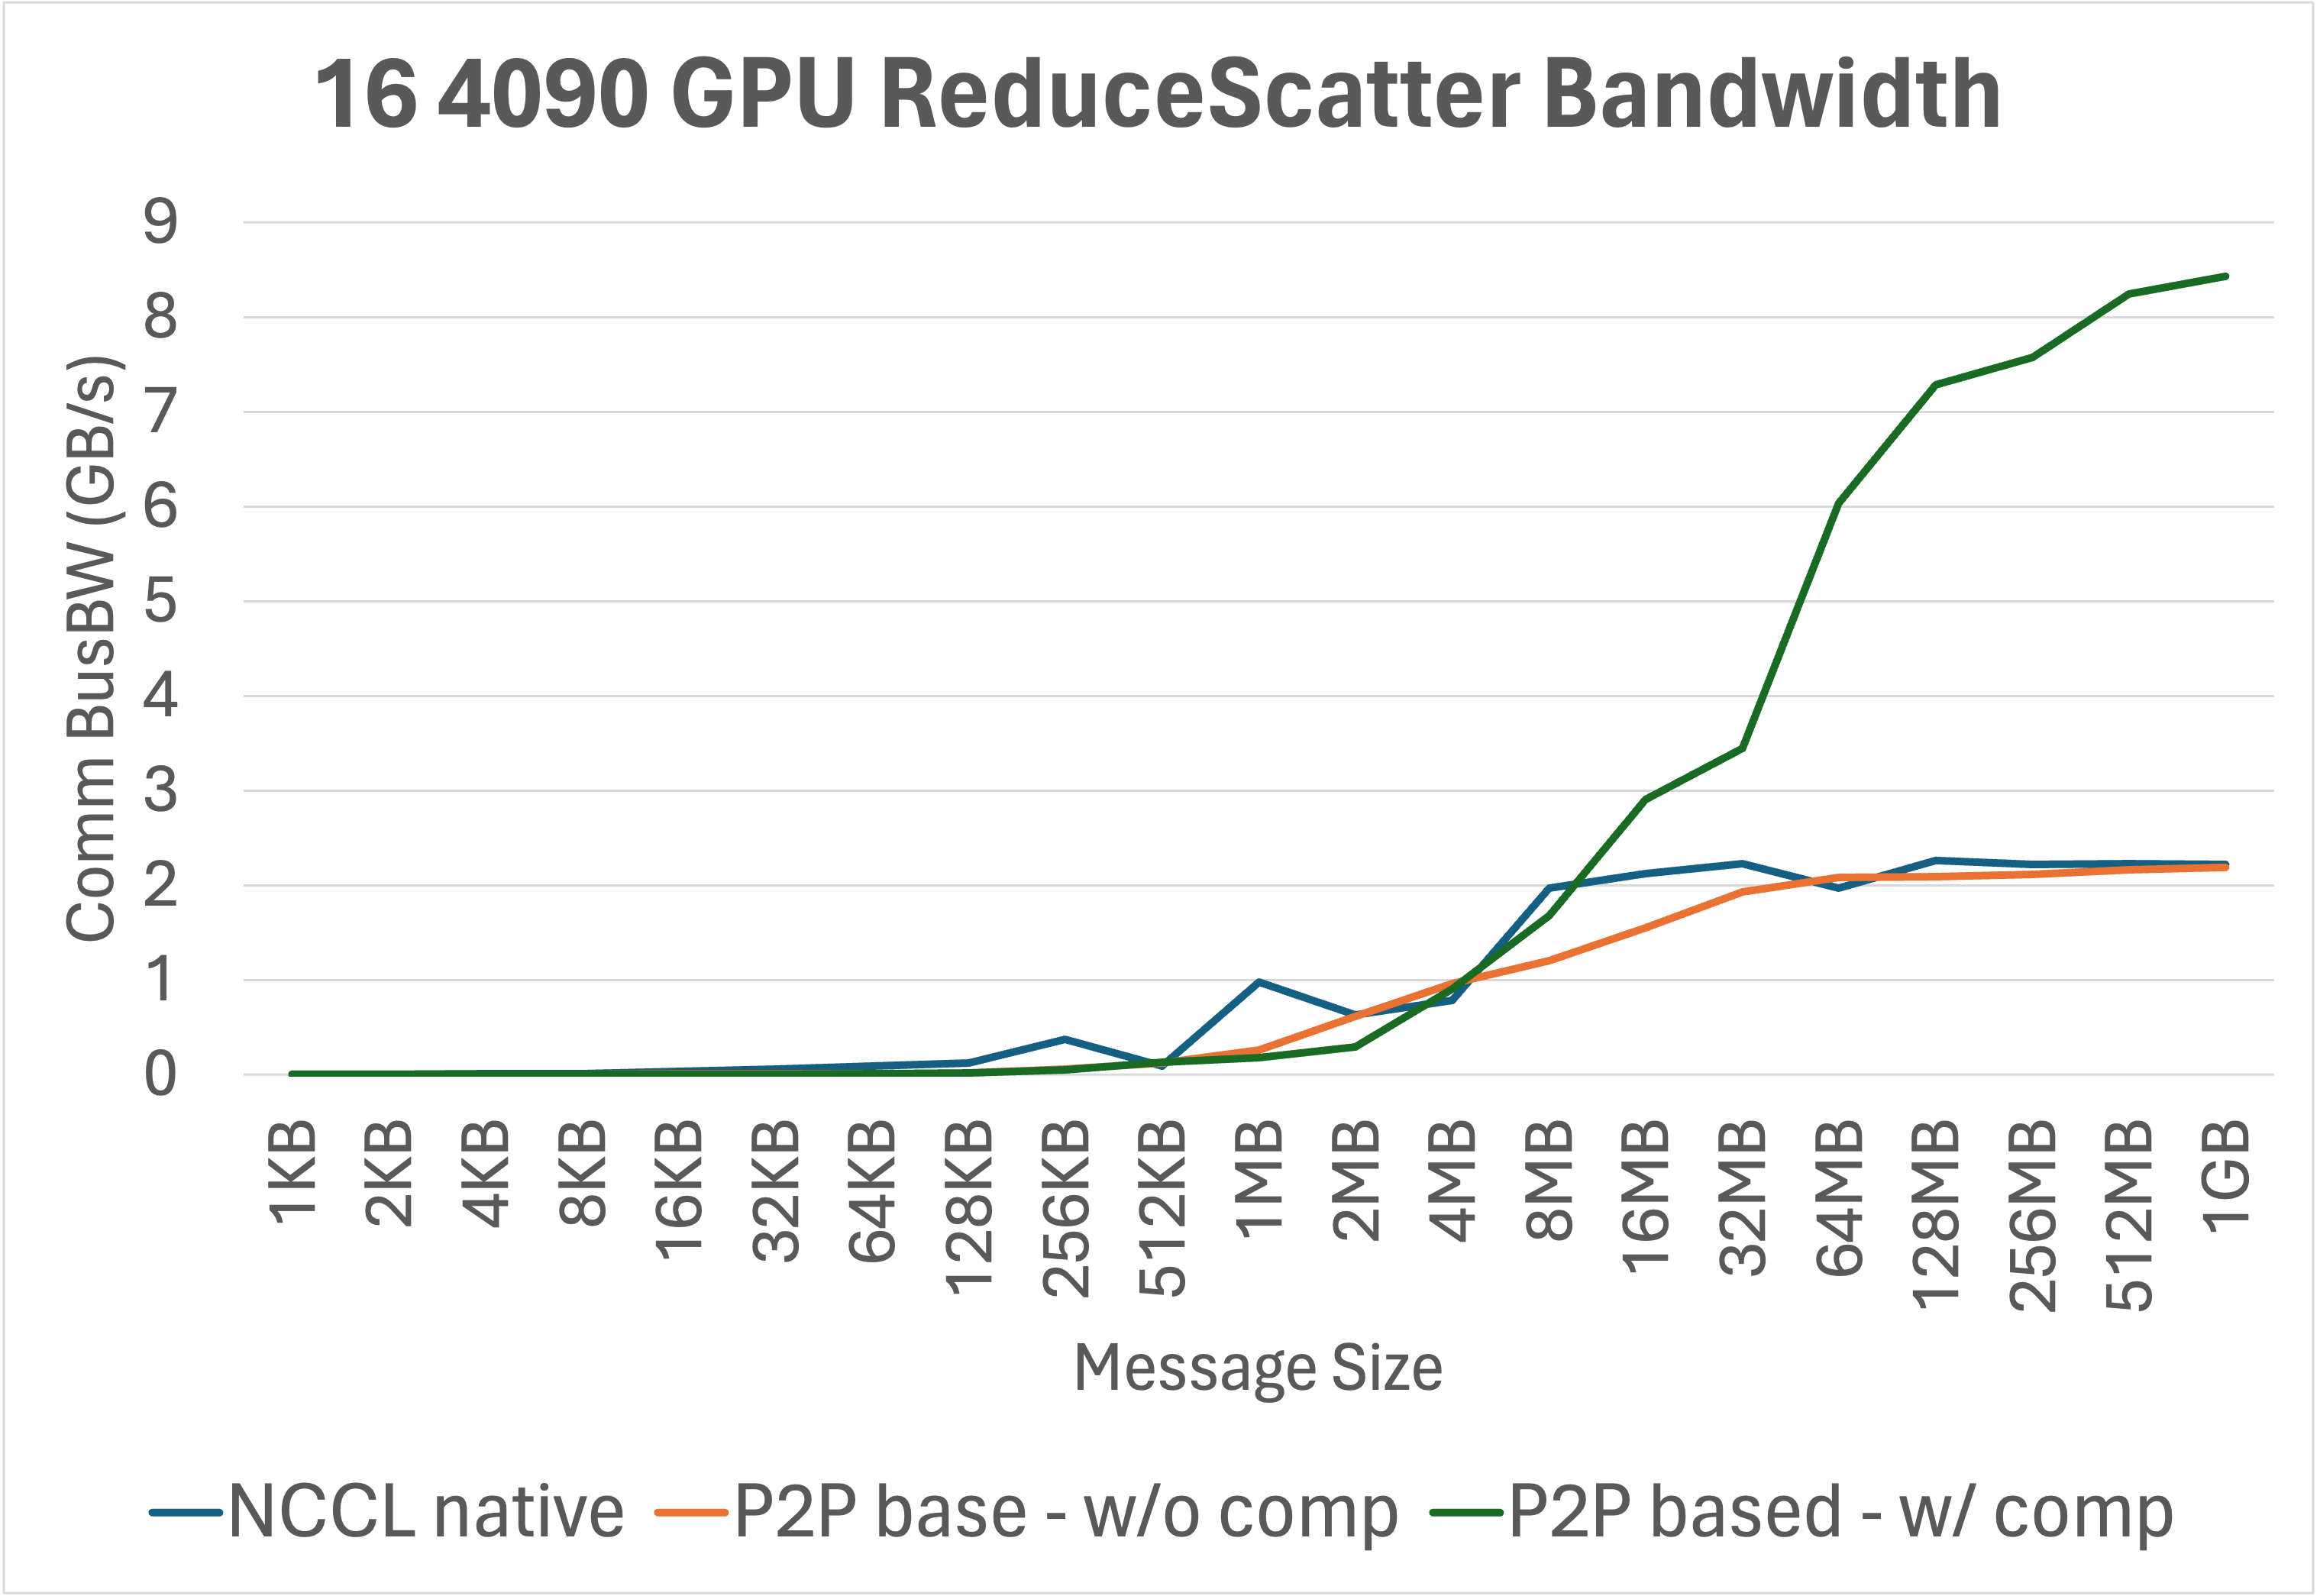 16 4090 GPU ReduceScatter Bandwidth
Comm BusBW (GB/s)
9
8
7
6
5
4
3
2
1
0
1KB
2KB
4KB
8KB
16KB
32KB
64KB
128KB
256KB
512KB
1MB
2MB
4MB
8MB
16MB
32MB
64MB
128MB
256MB
512MB
1GB
Message Size
NCCL native
P2P base - w/o comp
P2P based - w/ comp